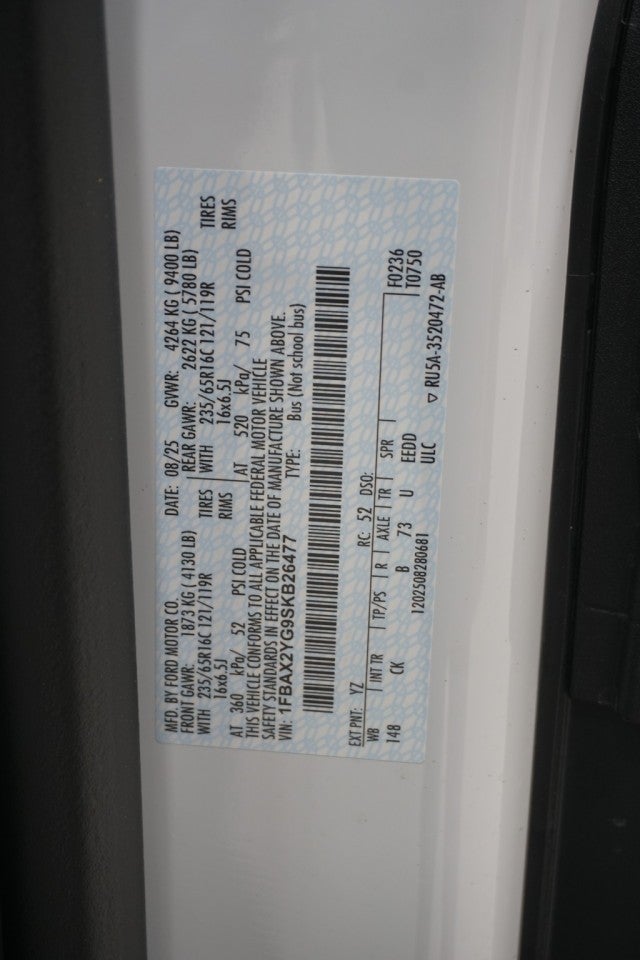 MFD. BY FORD MOTOR CO. DATE: 08/25 GVWR: 4264 KG ( 9400 LB)
FRONT GAWR: 1873 KG ( 4130 LB) REAR GAWR: 2622 KG ( 5780 LB)
WITH 235/65R16C 121/119R TIRES WITH 235/65R16C 121/119R TIRES
16x6.5J RIMS 16x6.5J RIMS
AT 360 kPa/ 52 PSI COLD AT 520 kPa/ 75 PSI COLD
THIS VEHICLE CONFORMS TO ALL APPLICABLE FEDERAL MOTOR VEHICLE
SAFETY STANDARDS IN EFFECT ON THE DATE OF MANUFACTURE SHOWN ABOVE.
VIN: 1FBAX2YG9SKB26477 TYPE: Bus (Not school bus)
EXT PNT: YZ RC: 52 DSO: F0236
WB INT TR TP/PS R AXLE TR SPR T0750
148 CK B 73 U EEDD
1202508280681 ULC ▽ RU5A-3520472-AB